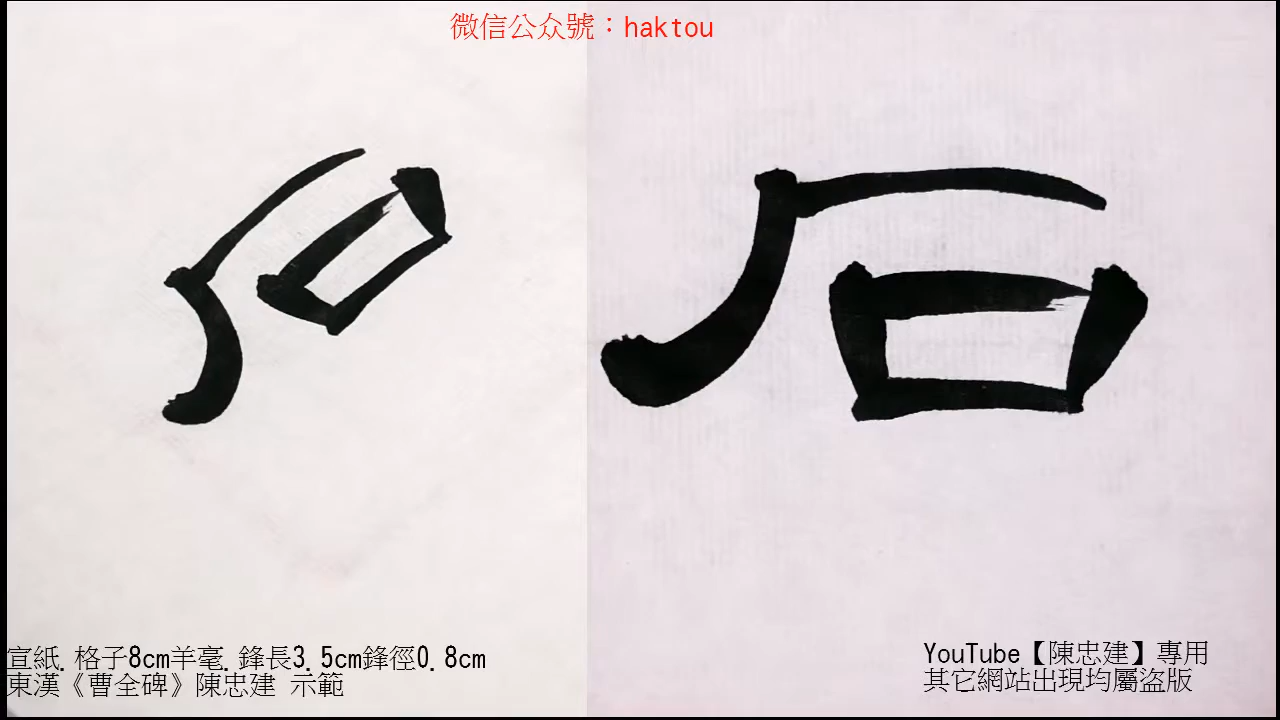 微信公众號：haktou
石
石
宣紙.格子8cm羊毫.鋒長3.5cm鋒徑0.8cm
東漢《曹全碑》陳忠建 示範
YouTube【陳忠建】專用
其它網站出現均屬盜版